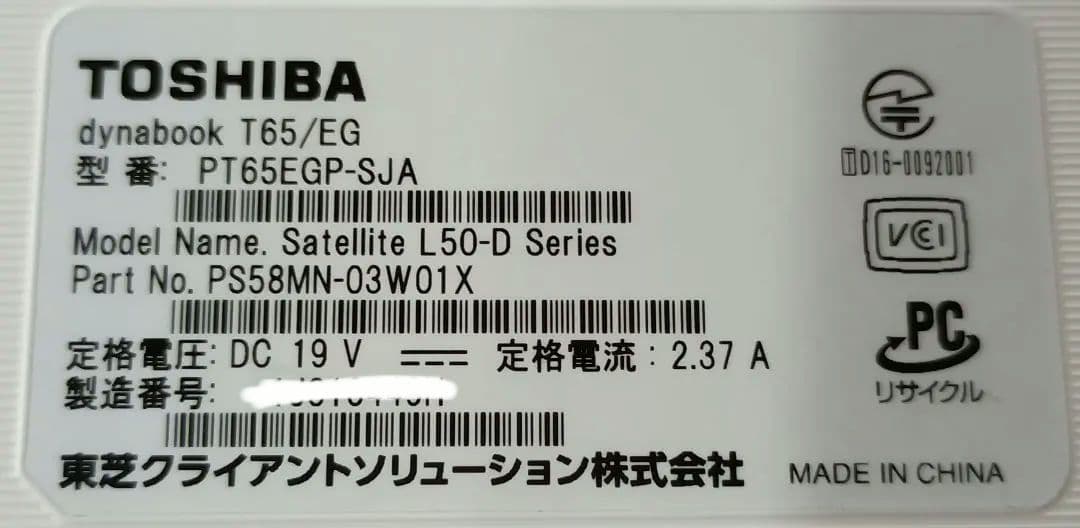 TOSHIBA
dynabook T65/EG
型 番: PT65EGP-SJA
Model Name. Satellite L50-D Series
Part No. PS58MN-03W01X
定格電圧: DC 19 V 定格電流: 2.37 A
製造番号:
東芝クライアントソリューション株式会社
MADE IN CHINA
TD16-0092001
VCI
PC
リサイクル